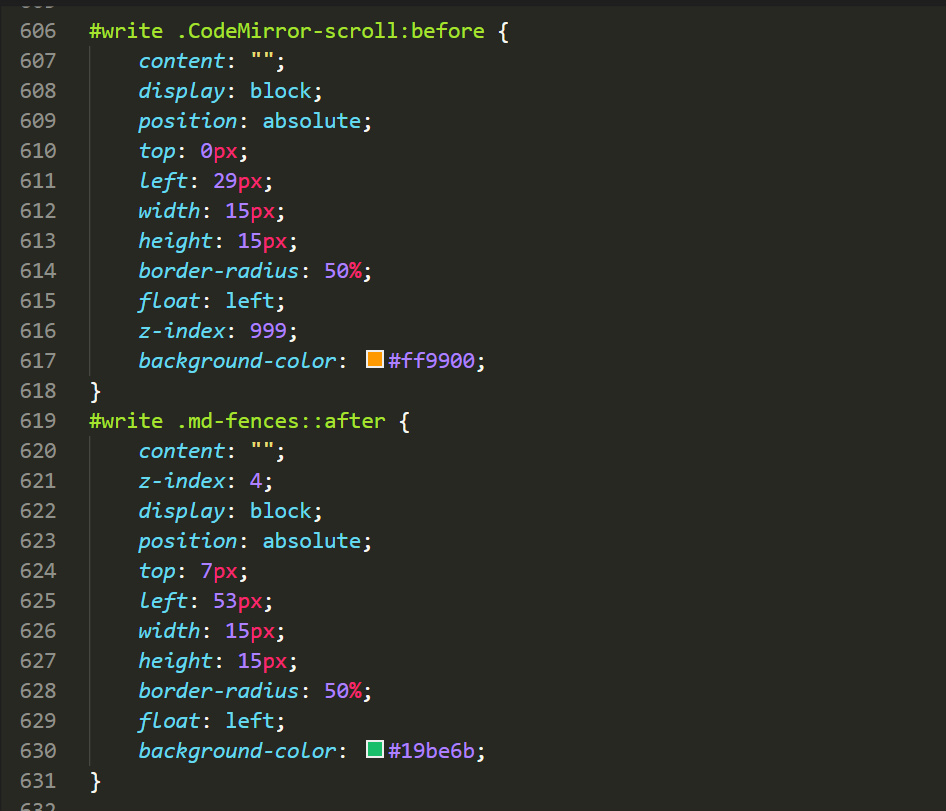 606 #write .CodeMirror-scroll:before {
607 content: "";
608 display: block;
609 position: absolute;
610 top: 0px;
611 left: 29px;
612 width: 15px;
613 height: 15px;
614 border-radius: 50%;
615 float: left;
616 z-index: 999;
617 background-color: #ff9900;
618 }
619 #write .md-fences::after {
620 content: "";
621 z-index: 4;
622 display: block;
623 position: absolute;
624 top: 7px;
625 left: 53px;
626 width: 15px;
627 height: 15px;
628 border-radius: 50%;
629 float: left;
630 background-color: #19be6b;
631 }